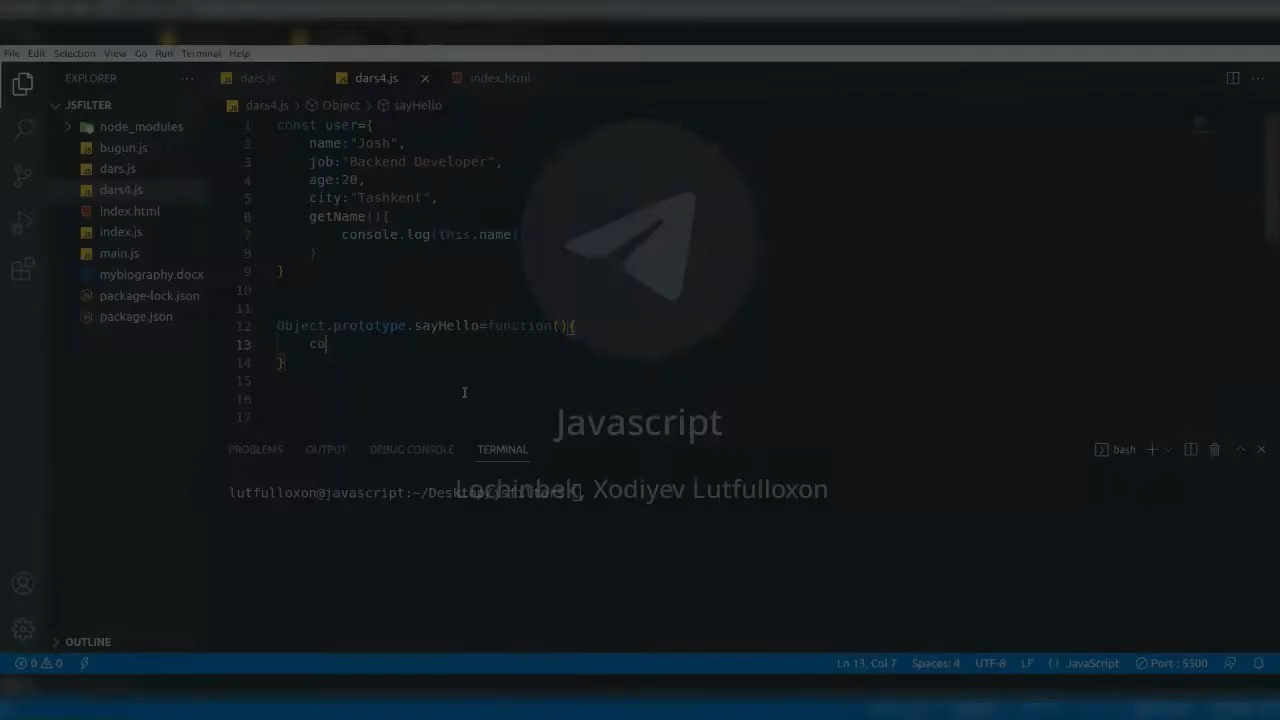 File Edit Selection View Go Run Terminal Help
EXPLORER
dars.js
dars4.js
index.html
JSFILTER
dars4.js > Object > sayHello
node_modules
bugun.js
dars.js
dars4.js
index.html
index.js
main.js
mybiography.docx
package-lock.json
package.json
1 const user={
2 name:"Josh",
3 job:"Backend Developer",
4 age:20,
5 city:"Tashkent",
6 getName(){
7 console.log(this.name)
8 }
9 }
10
11
12 Object.prototype.sayHello=function(){
13 co
14 }
15
16
17
Javascript
PROBLEMS OUTPUT DEBUG CONSOLE TERMINAL
bash
lutfulloxon@javascript:~/Desktop/jsfilter$
Lochinbek, Xodiyev Lutfulloxon
OUTLINE
0 0
Ln 13, Col 7 Spaces: 4 UTF-8 LF {} JavaScript Port : 5500